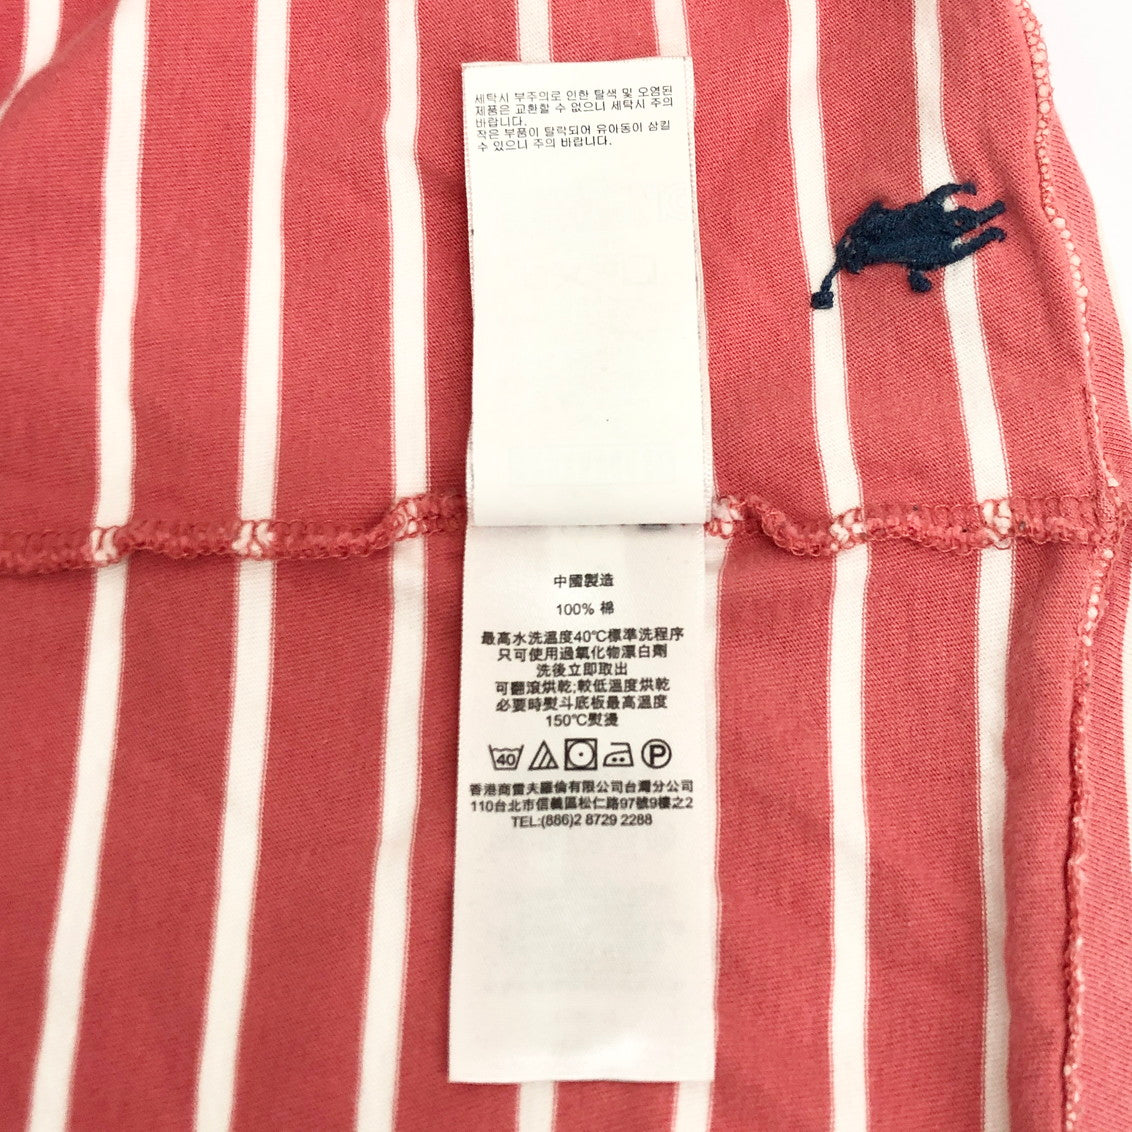 세탁시 부주의로 인한 탈색 및 오염된
제품은 교환할 수 없으니 세탁시 주의
바랍니다.
작은 부품이 탈락되어 유아동이 삼킬
수 있으니 주의 바랍니다.
中國製造
100% 棉
最高水洗溫度40℃標準洗程序
只可使用過氧化物漂白劑
洗後立即取出
可翻滾烘乾;較低溫度烘乾
必要時熨斗底板最高溫度
150℃熨燙
40 P
香港商雷夫羅倫有限公司台灣分公司
110台北市信義區松仁路97號9樓之2
TEL:(886)2 8729 2288